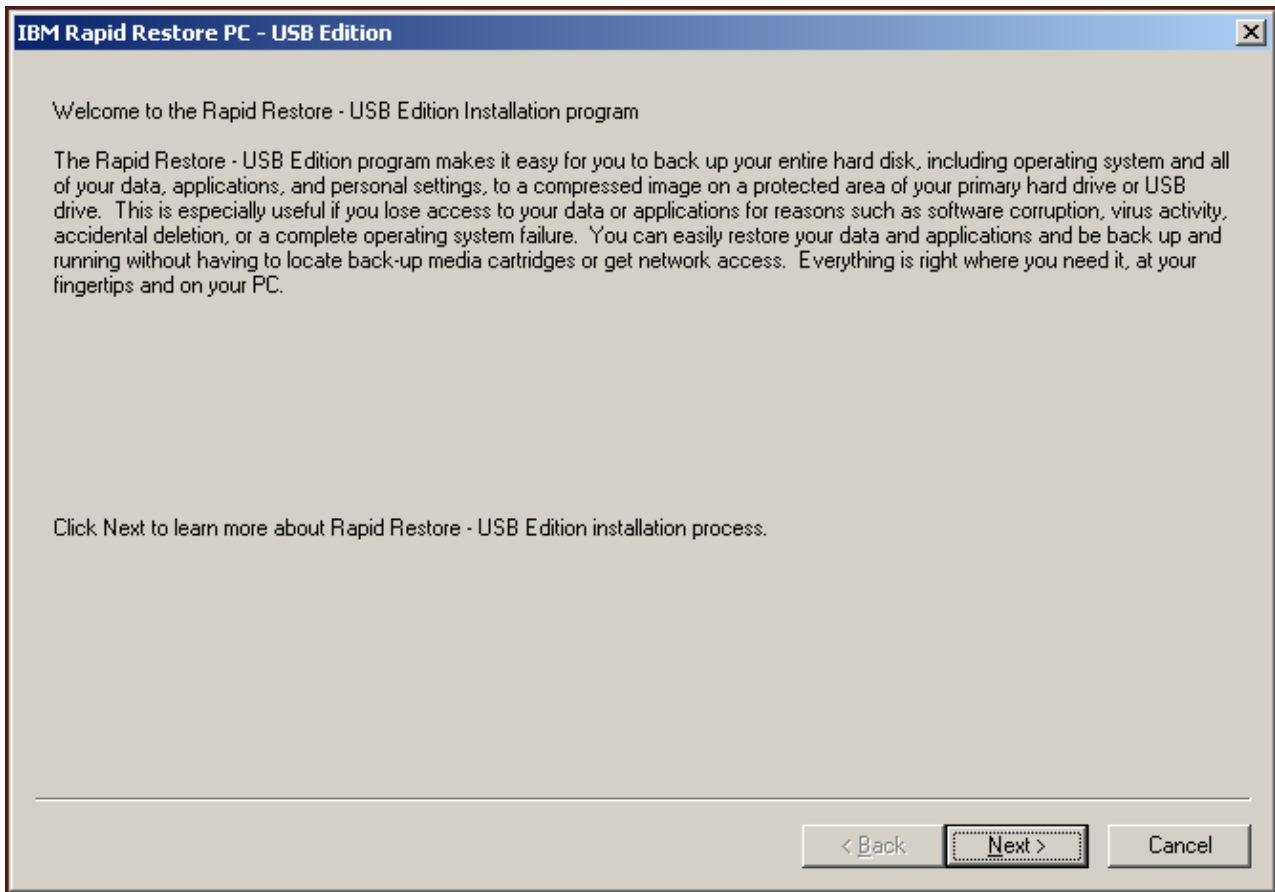 IBM Rapid Restore PC - USB Edition
Welcome to the Rapid Restore - USB Edition Installation program
The Rapid Restore - USB Edition program makes it easy for you to back up your entire hard disk, including operating system and all
of your data, applications, and personal settings, to a compressed image on a protected area of your primary hard drive or USB
drive.  This is especially useful if you lose access to your data or applications for reasons such as software corruption, virus activity,
accidental deletion, or a complete operating system failure.  You can easily restore your data and applications and be back up and
running without having to locate back-up media cartridges or get network access.  Everything is right where you need it, at your
fingertips and on your PC.
Click Next to learn more about Rapid Restore - USB Edition installation process.
< Back
Next >
Cancel